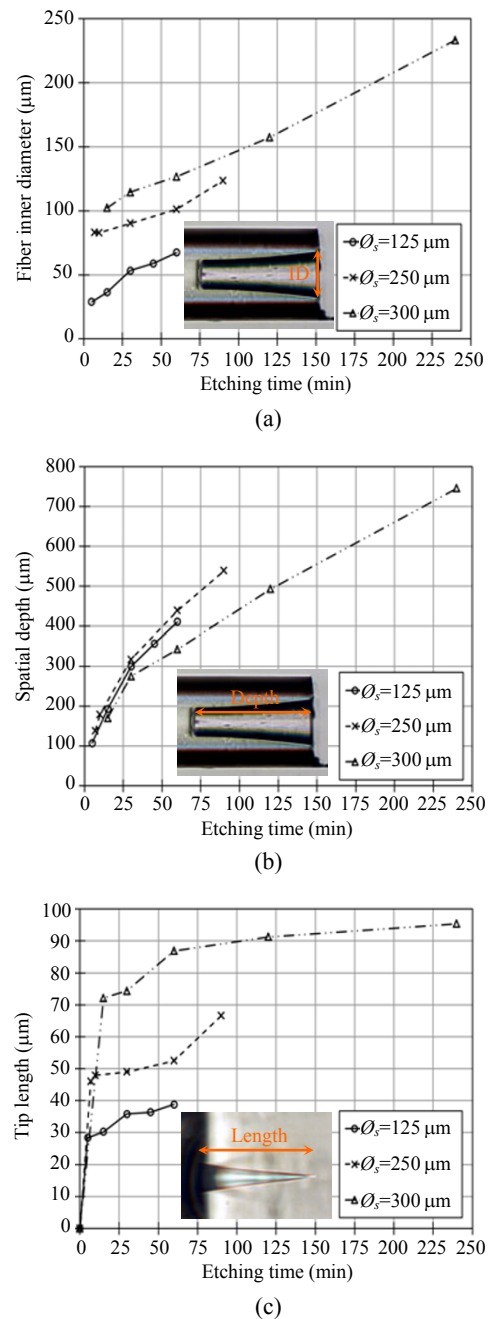 250
200
150
100
50
0
Fiber inner diameter (µm)
ID
Øs=125 µm
Øs=250 µm
Øs=300 µm
0 25 50 75 100 125 150 175 200 225 250
Etching time (min)
(a)
800
700
600
500
400
300
200
100
0
Spatial depth (µm)
Depth
Øs=125 µm
Øs=250 µm
Øs=300 µm
0 25 50 75 100 125 150 175 200 225 250
Etching time (min)
(b)
100
90
80
70
60
50
40
30
20
10
0
Tip length (µm)
Length
Øs=125 µm
Øs=250 µm
Øs=300 µm
0 25 50 75 100 125 150 175 200 225 250
Etching time (min)
(c)